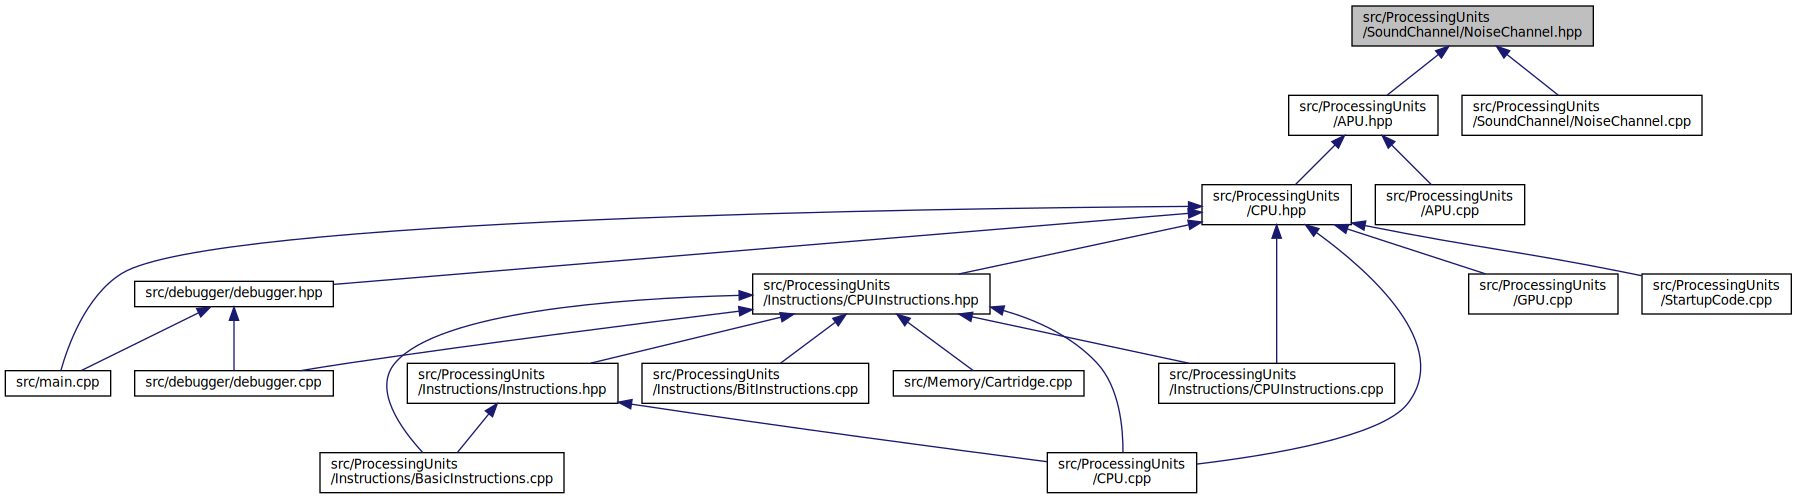 src/ProcessingUnits
/SoundChannel/NoiseChannel.hpp
src/ProcessingUnits
/APU.hpp
src/ProcessingUnits
/SoundChannel/NoiseChannel.cpp
src/ProcessingUnits
/CPU.hpp
src/ProcessingUnits
/APU.cpp
src/debugger/debugger.hpp
src/ProcessingUnits
/Instructions/CPUInstructions.hpp
src/ProcessingUnits
/GPU.cpp
src/ProcessingUnits
/StartupCode.cpp
src/main.cpp
src/debugger/debugger.cpp
src/ProcessingUnits
/Instructions/Instructions.hpp
src/ProcessingUnits
/Instructions/BitInstructions.cpp
src/Memory/Cartridge.cpp
src/ProcessingUnits
/Instructions/CPUInstructions.cpp
src/ProcessingUnits
/Instructions/BasicInstructions.cpp
src/ProcessingUnits
/CPU.cpp